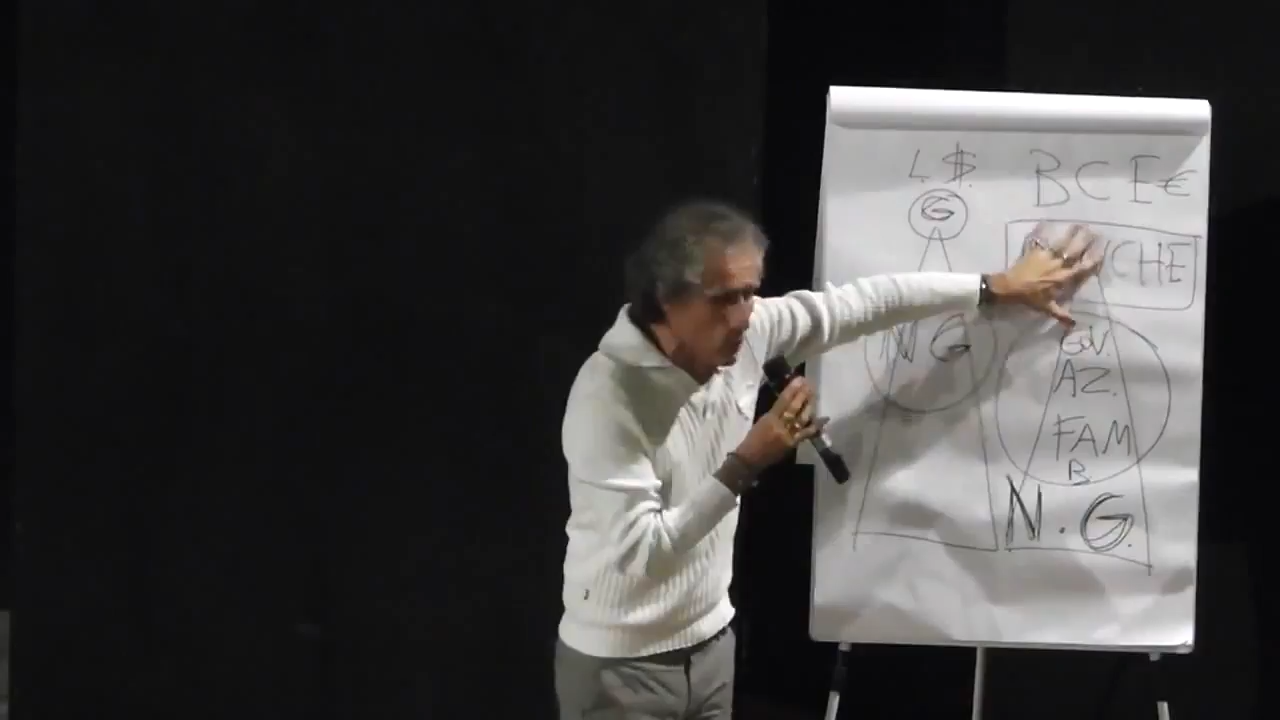 L. $. BCE €
G
CHE
N G
GOV.
AZ.
FAM
B
N. G.